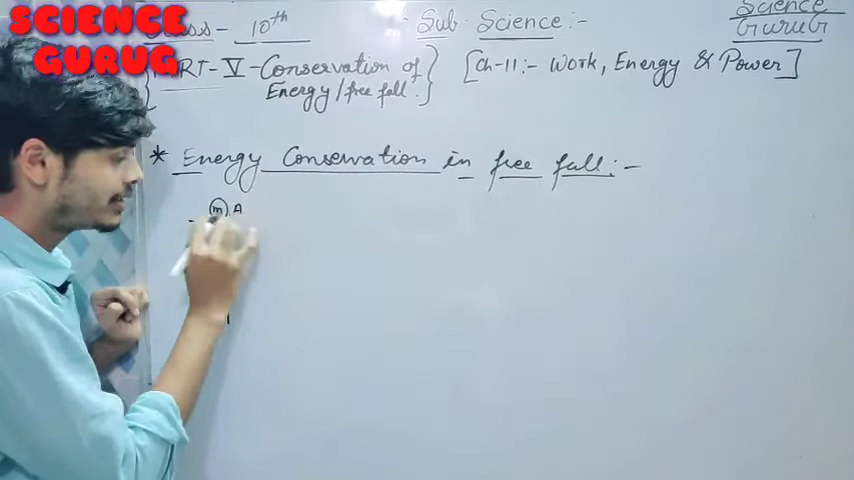 SCIENCE
GURUG
Class - 10th
Sub - Science :-
Science
GuruG
PART-V- Conservation of
Energy / free fall.
[Ch-11:- Work, Energy & Power]
* Energy Conservation in free fall :-
m A